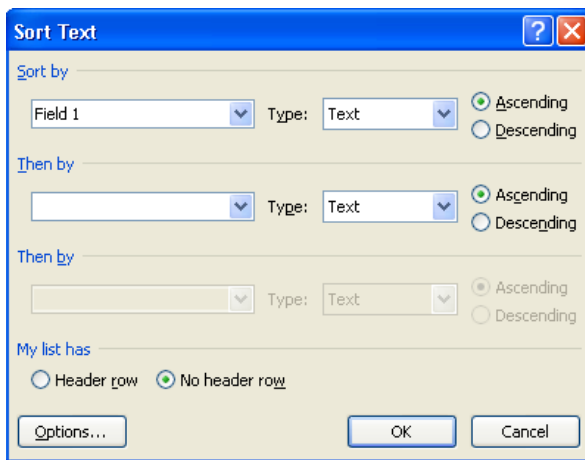 Sort Text
Sort by
Field 1 Type: Text Ascending
Descending
Then by
Type: Text Ascending
Descending
Then by
Type: Text Ascending
Descending
My list has
Header row No header row
Options... OK Cancel